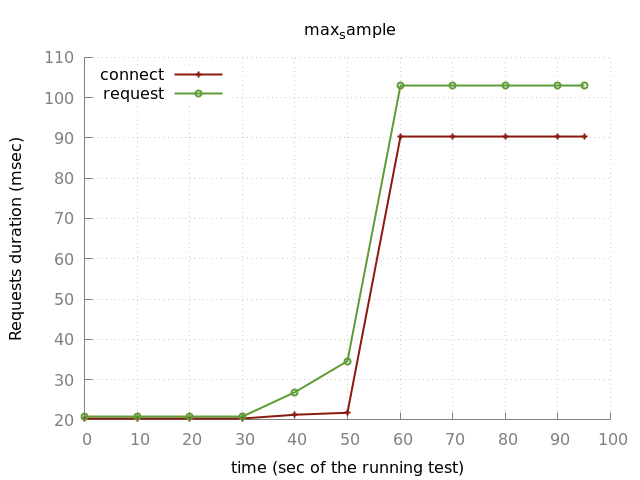 maxₛample
110
100
90
80
70
60
50
40
30
20
connect
request
Requests duration (msec)
0 10 20 30 40 50 60 70 80 90 100
time (sec of the running test)